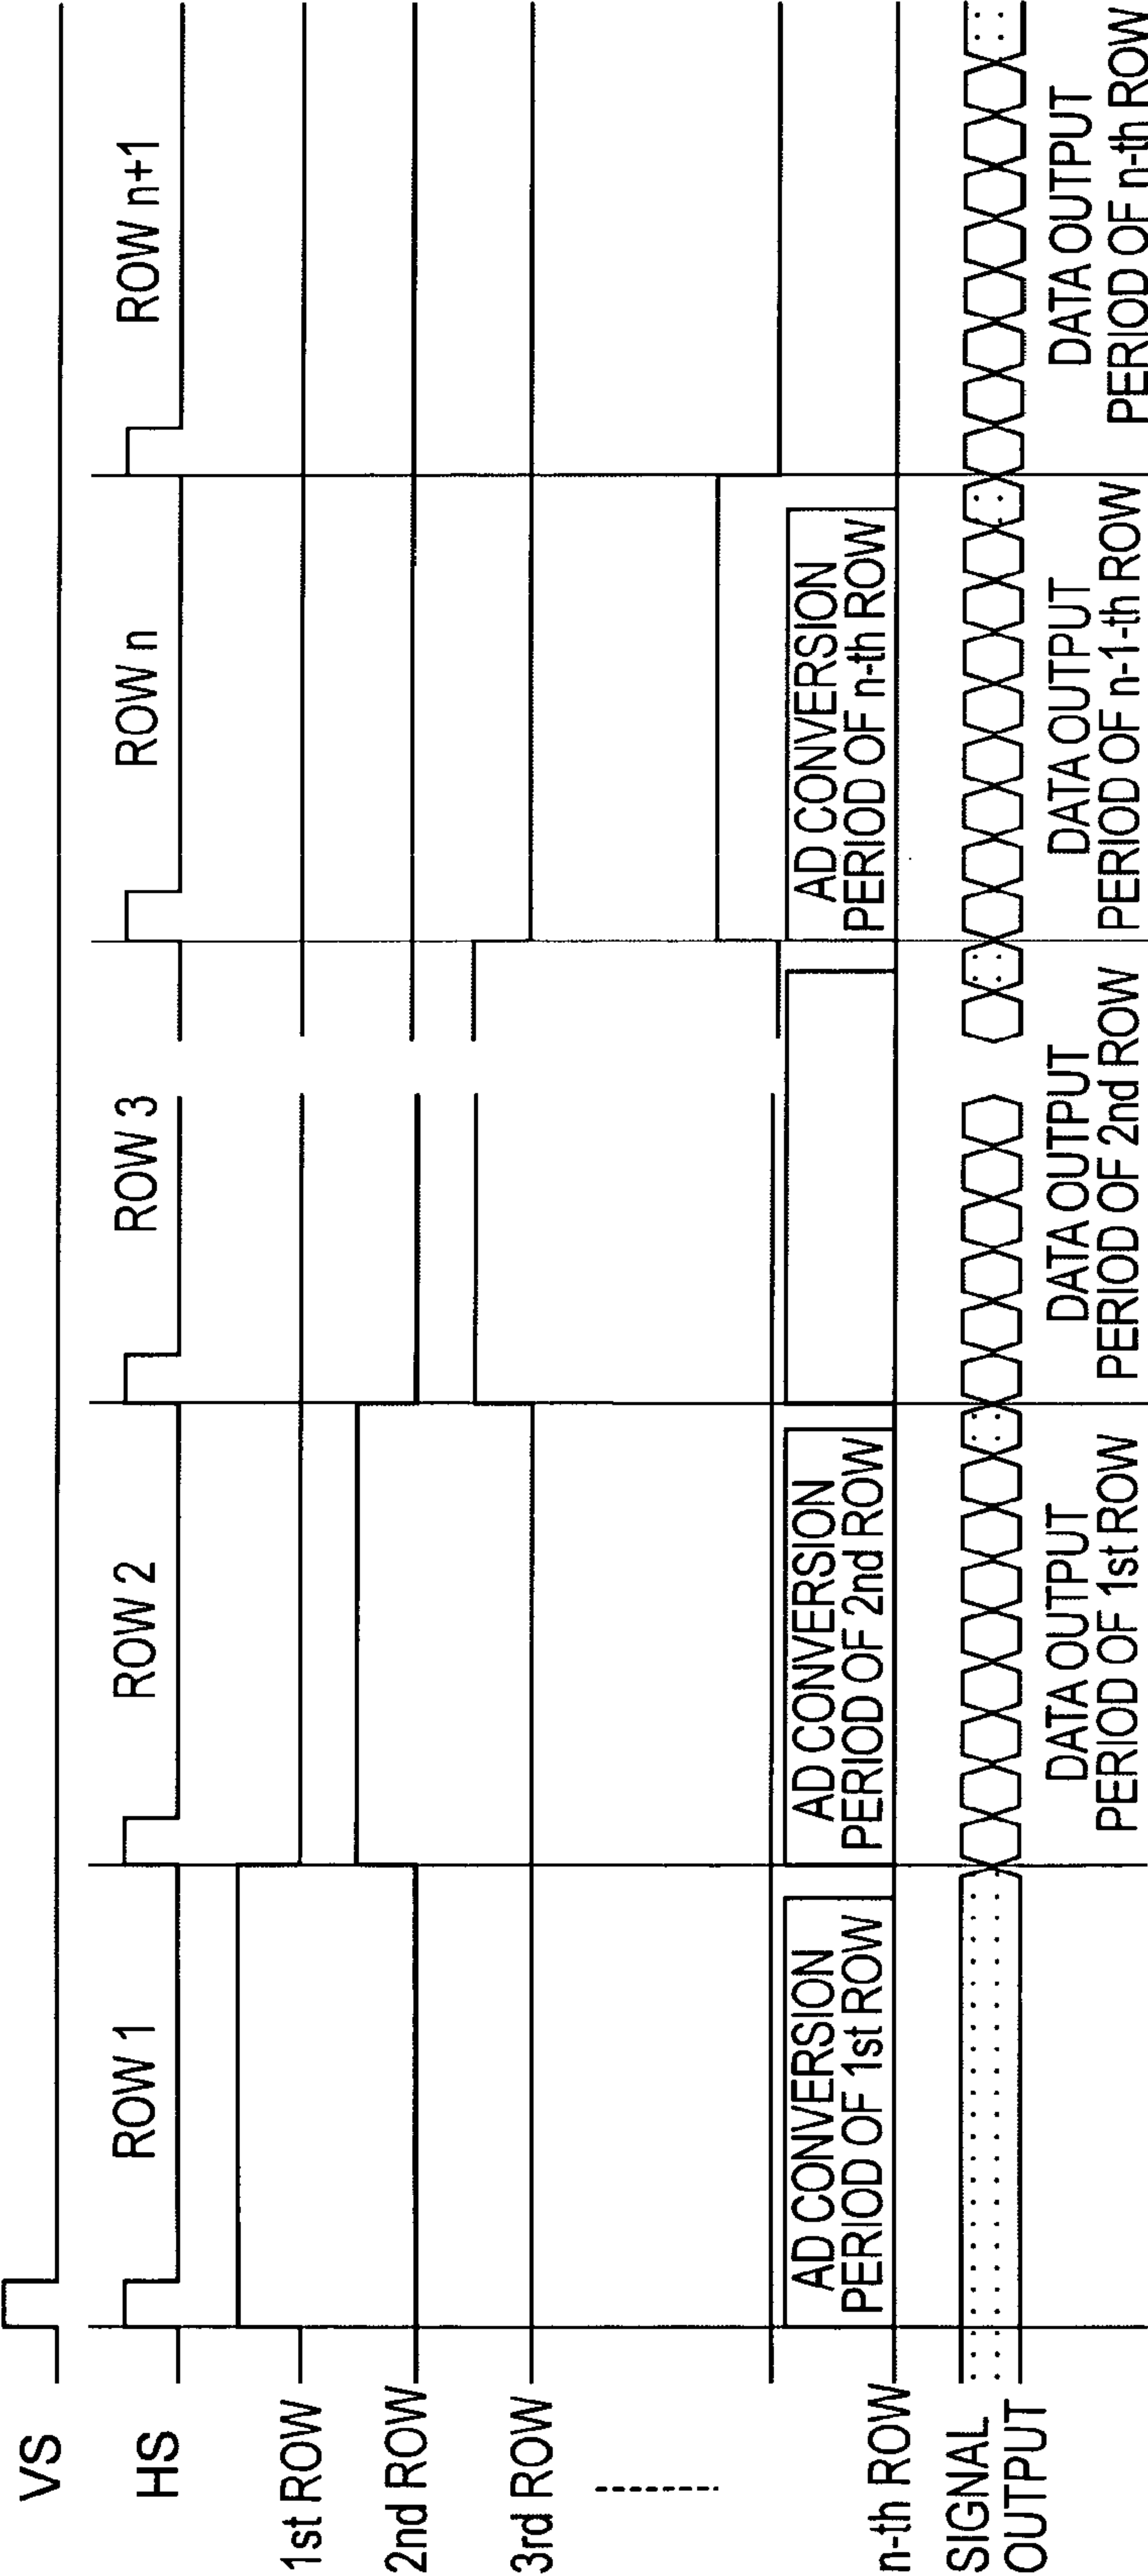 VS
HS
ROW 1
ROW 2
ROW 3
ROW n
ROW n+1
1st ROW
2nd ROW
3rd ROW
n-th ROW
AD CONVERSION
PERIOD OF 1st ROW
AD CONVERSION
PERIOD OF 2nd ROW
AD CONVERSION
PERIOD OF n-th ROW
SIGNAL
OUTPUT
DATA OUTPUT
PERIOD OF 1st ROW
DATA OUTPUT
PERIOD OF 2nd ROW
DATA OUTPUT
PERIOD OF n-1-th ROW
DATA OUTPUT
PERIOD OF n-th ROW